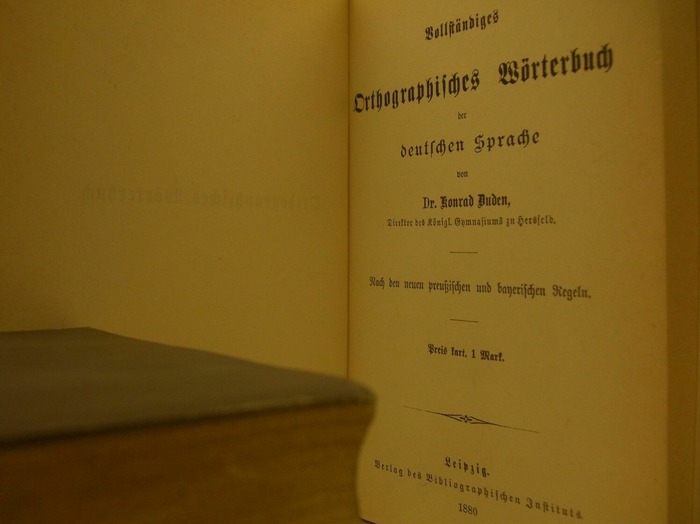 Vollständiges
Orthographisches Wörterbuch
der
deutschen Sprache
von
Dr. Konrad Duden,
Direktor des Königl. Gymnasiums zu Hersfeld.
Nach den neuen preußischen und bayerischen Regeln.
Preis kart. 1 Mark.
Leipzig.
Verlag des Bibliographischen Instituts.
1880